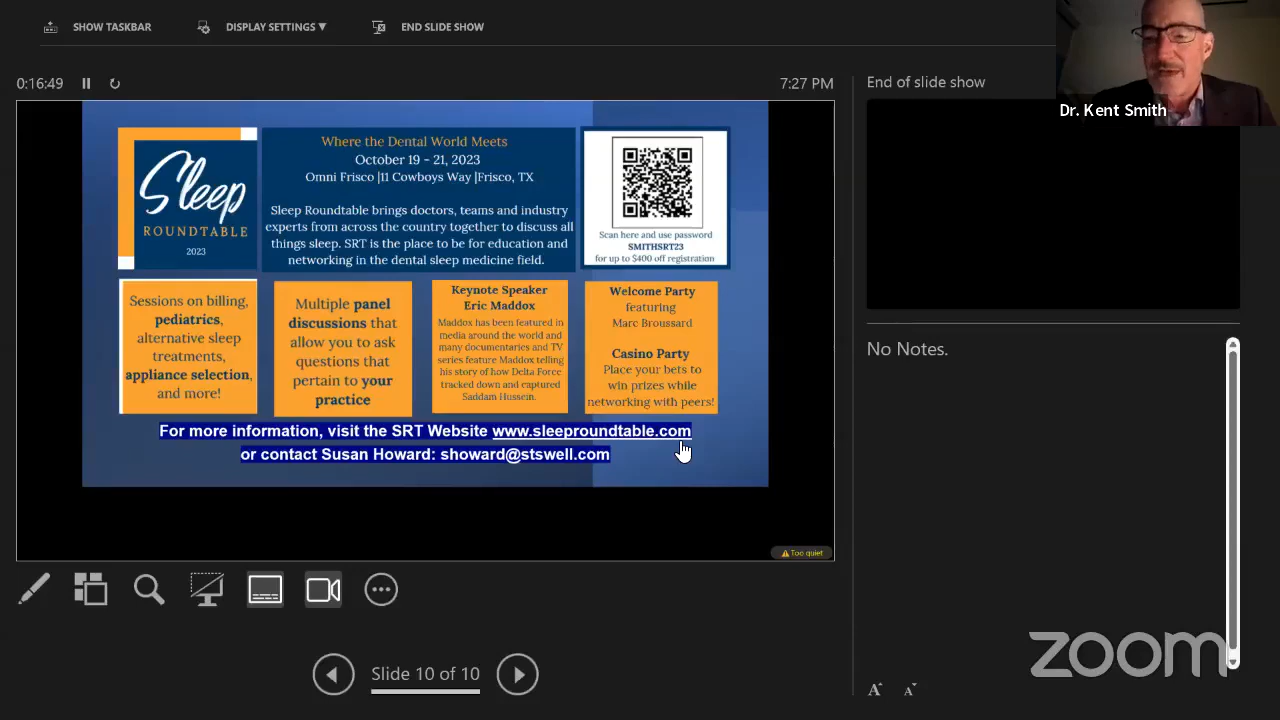 SHOW TASKBAR
DISPLAY SETTINGS ▼
END SLIDE SHOW
0:16:49
7:27 PM
End of slide show
Dr. Kent Smith
Sleep
ROUNDTABLE
2023
Where the Dental World Meets
October 19 - 21, 2023
Omni Frisco |11 Cowboys Way |Frisco, TX
Sleep Roundtable brings doctors, teams and industry
experts from across the country together to discuss all
things sleep. SRT is the place to be for education and
networking in the dental sleep medicine field.
Scan here and use password
SMITHSRT23
for up to $400 off registration
Sessions on billing,
pediatrics,
alternative sleep
treatments,
appliance selection,
and more!
Multiple panel
discussions that
allow you to ask
questions that
pertain to your
practice
Keynote Speaker
Eric Maddox
Maddox has been featured in
media around the world and
many documentaries and TV
series feature Maddox telling
his story of how Delta Force
tracked down and captured
Saddam Hussein.
Welcome Party
featuring
Marc Broussard
Casino Party
Place your bets to
win prizes while
networking with peers!
For more information, visit the SRT Website www.sleeproundtable.com
or contact Susan Howard: showard@stswell.com
Too quiet
No Notes.
Slide 10 of 10
A A
zoom